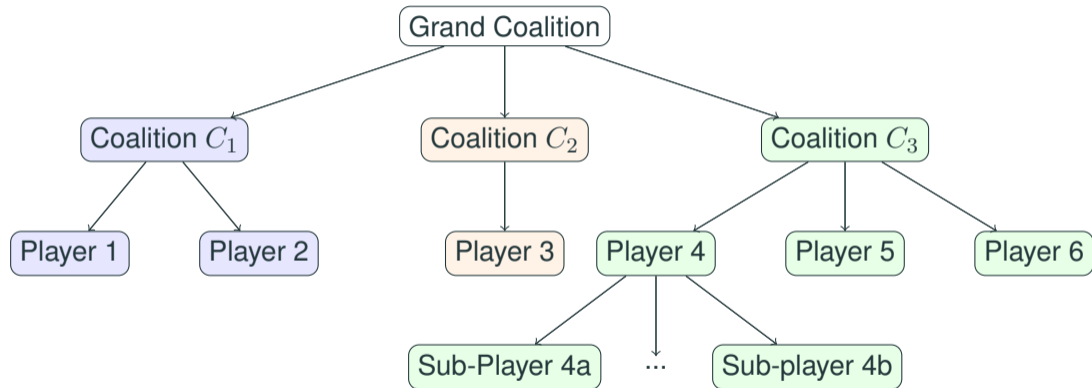 Grand Coalition
Coalition C₁ Coalition C₂ Coalition C₃
Player 1 Player 2 Player 3 Player 4 Player 5 Player 6
Sub-Player 4a ... Sub-player 4b